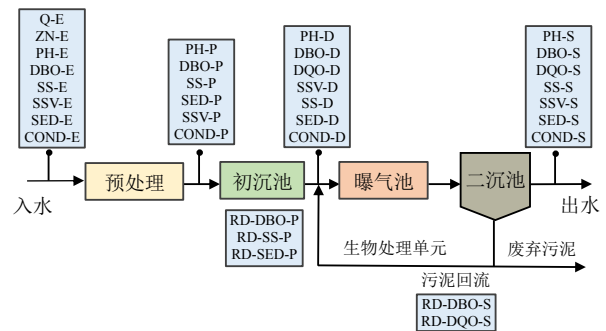 Q-E
ZN-E
PH-E
DBO-E
SS-E
SSV-E
SED-E
COND-E
PH-P
DBO-P
SS-P
SED-P
SSV-P
COND-P
PH-D
DBO-D
DQO-D
SSV-D
SS-D
SED-D
COND-D
PH-S
DBO-S
DQO-S
SS-S
SSV-S
SED-S
COND-S
入水
预处理
初沉池
曝气池
二沉池
出水
RD-DBO-P
RD-SS-P
RD-SED-P
生物处理单元
废弃污泥
污泥回流
RD-DBO-S
RD-DQO-S